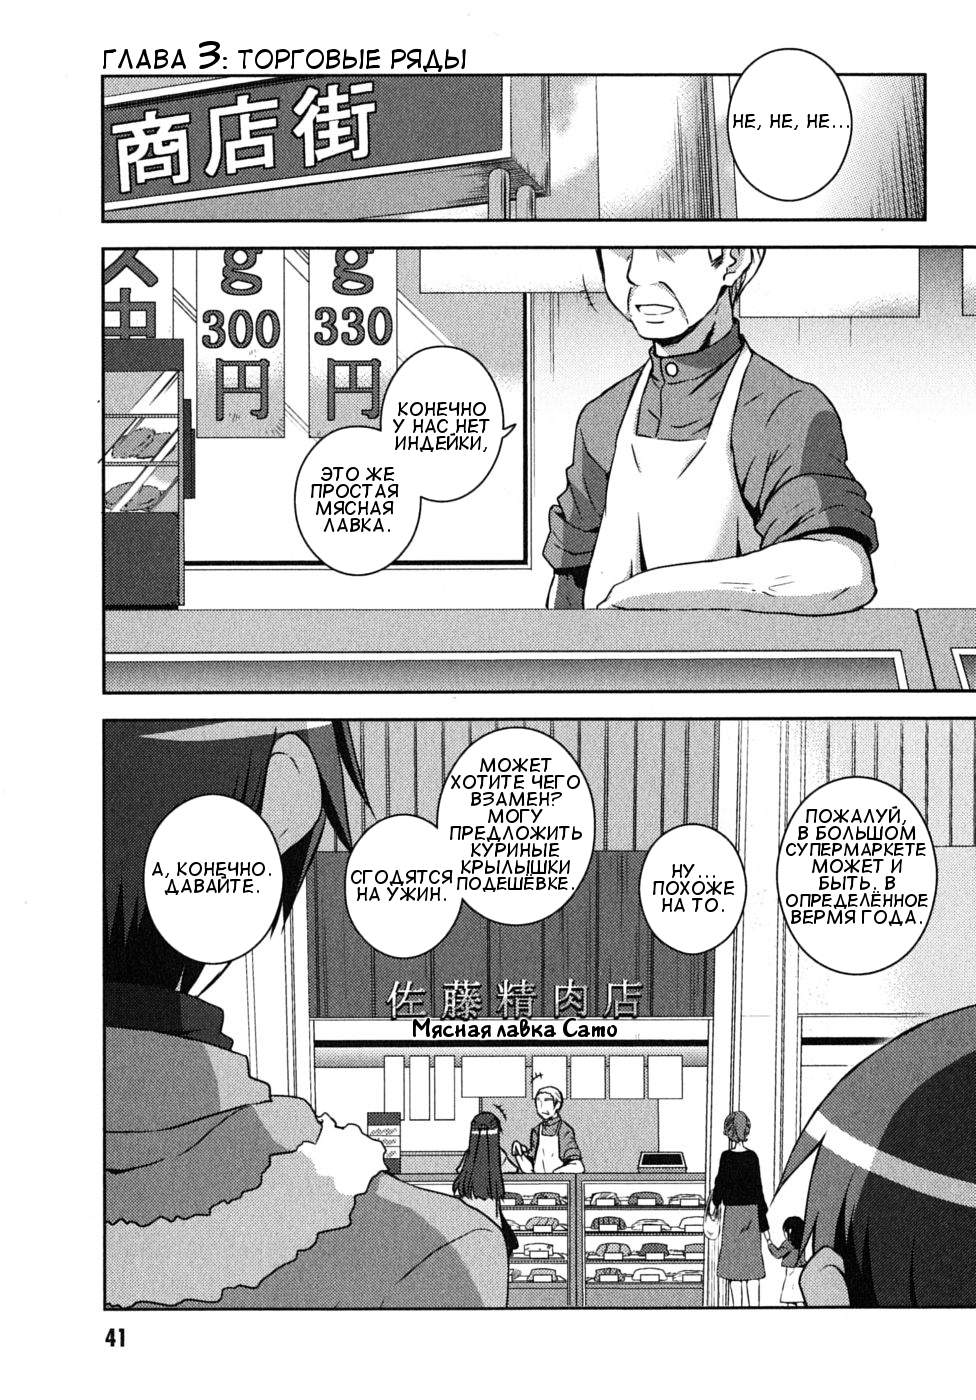 ГЛАВА 3: ТОРГОВЫЕ РЯДЫ
商店街
НЕ, НЕ, НЕ...
g
300
円
g
330
円
КОНЕЧНО
У НАС НЕТ
ИНДЕЙКИ,
ЭТО ЖЕ
ПРОСТАЯ
МЯСНАЯ
ЛАВКА.
ПОЖАЛУЙ,
В БОЛЬШОМ
СУПЕРМАРКЕТЕ
МОЖЕТ И
БЫТЬ. В
ОПРЕДЕЛЁННОЕ
ВЕРМЯ ГОДА.
НУ...
ПОХОЖЕ
НА ТО.
МОЖЕТ
ХОТИТЕ ЧЕГО
ВЗАМЕН?
МОГУ
ПРЕДЛОЖИТЬ
КУРИНЫЕ
КРЫЛЫШКИ
ПОДЕШЁВКЕ.
СГОДЯТСЯ
НА УЖИН.
А, КОНЕЧНО.
ДАВАЙТЕ.
佐藤精肉店
Мясная лавка Сато
41